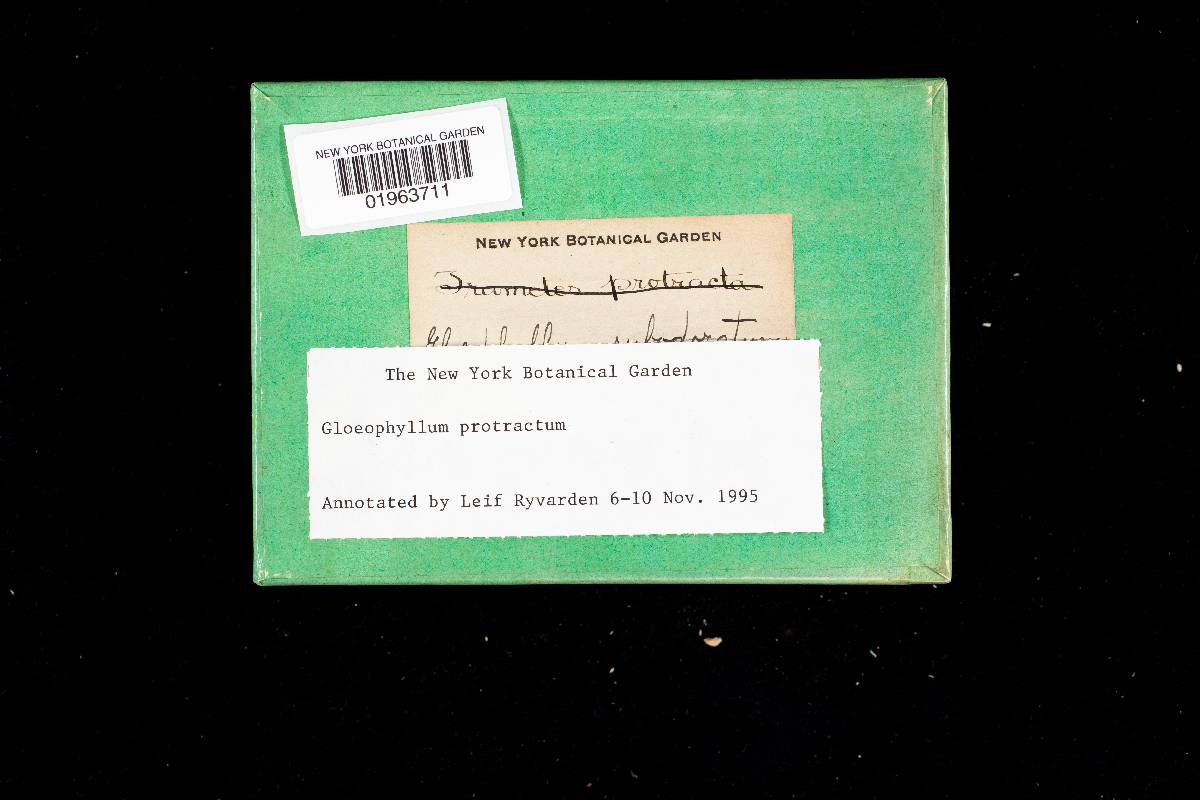 NEW YORK BOTANICAL GARDEN
01963711
NEW YORK BOTANICAL GARDEN
Trametes protracta
The New York Botanical Garden
Gloeophyllum protractum
Annotated by Leif Ryvarden 6-10 Nov. 1995